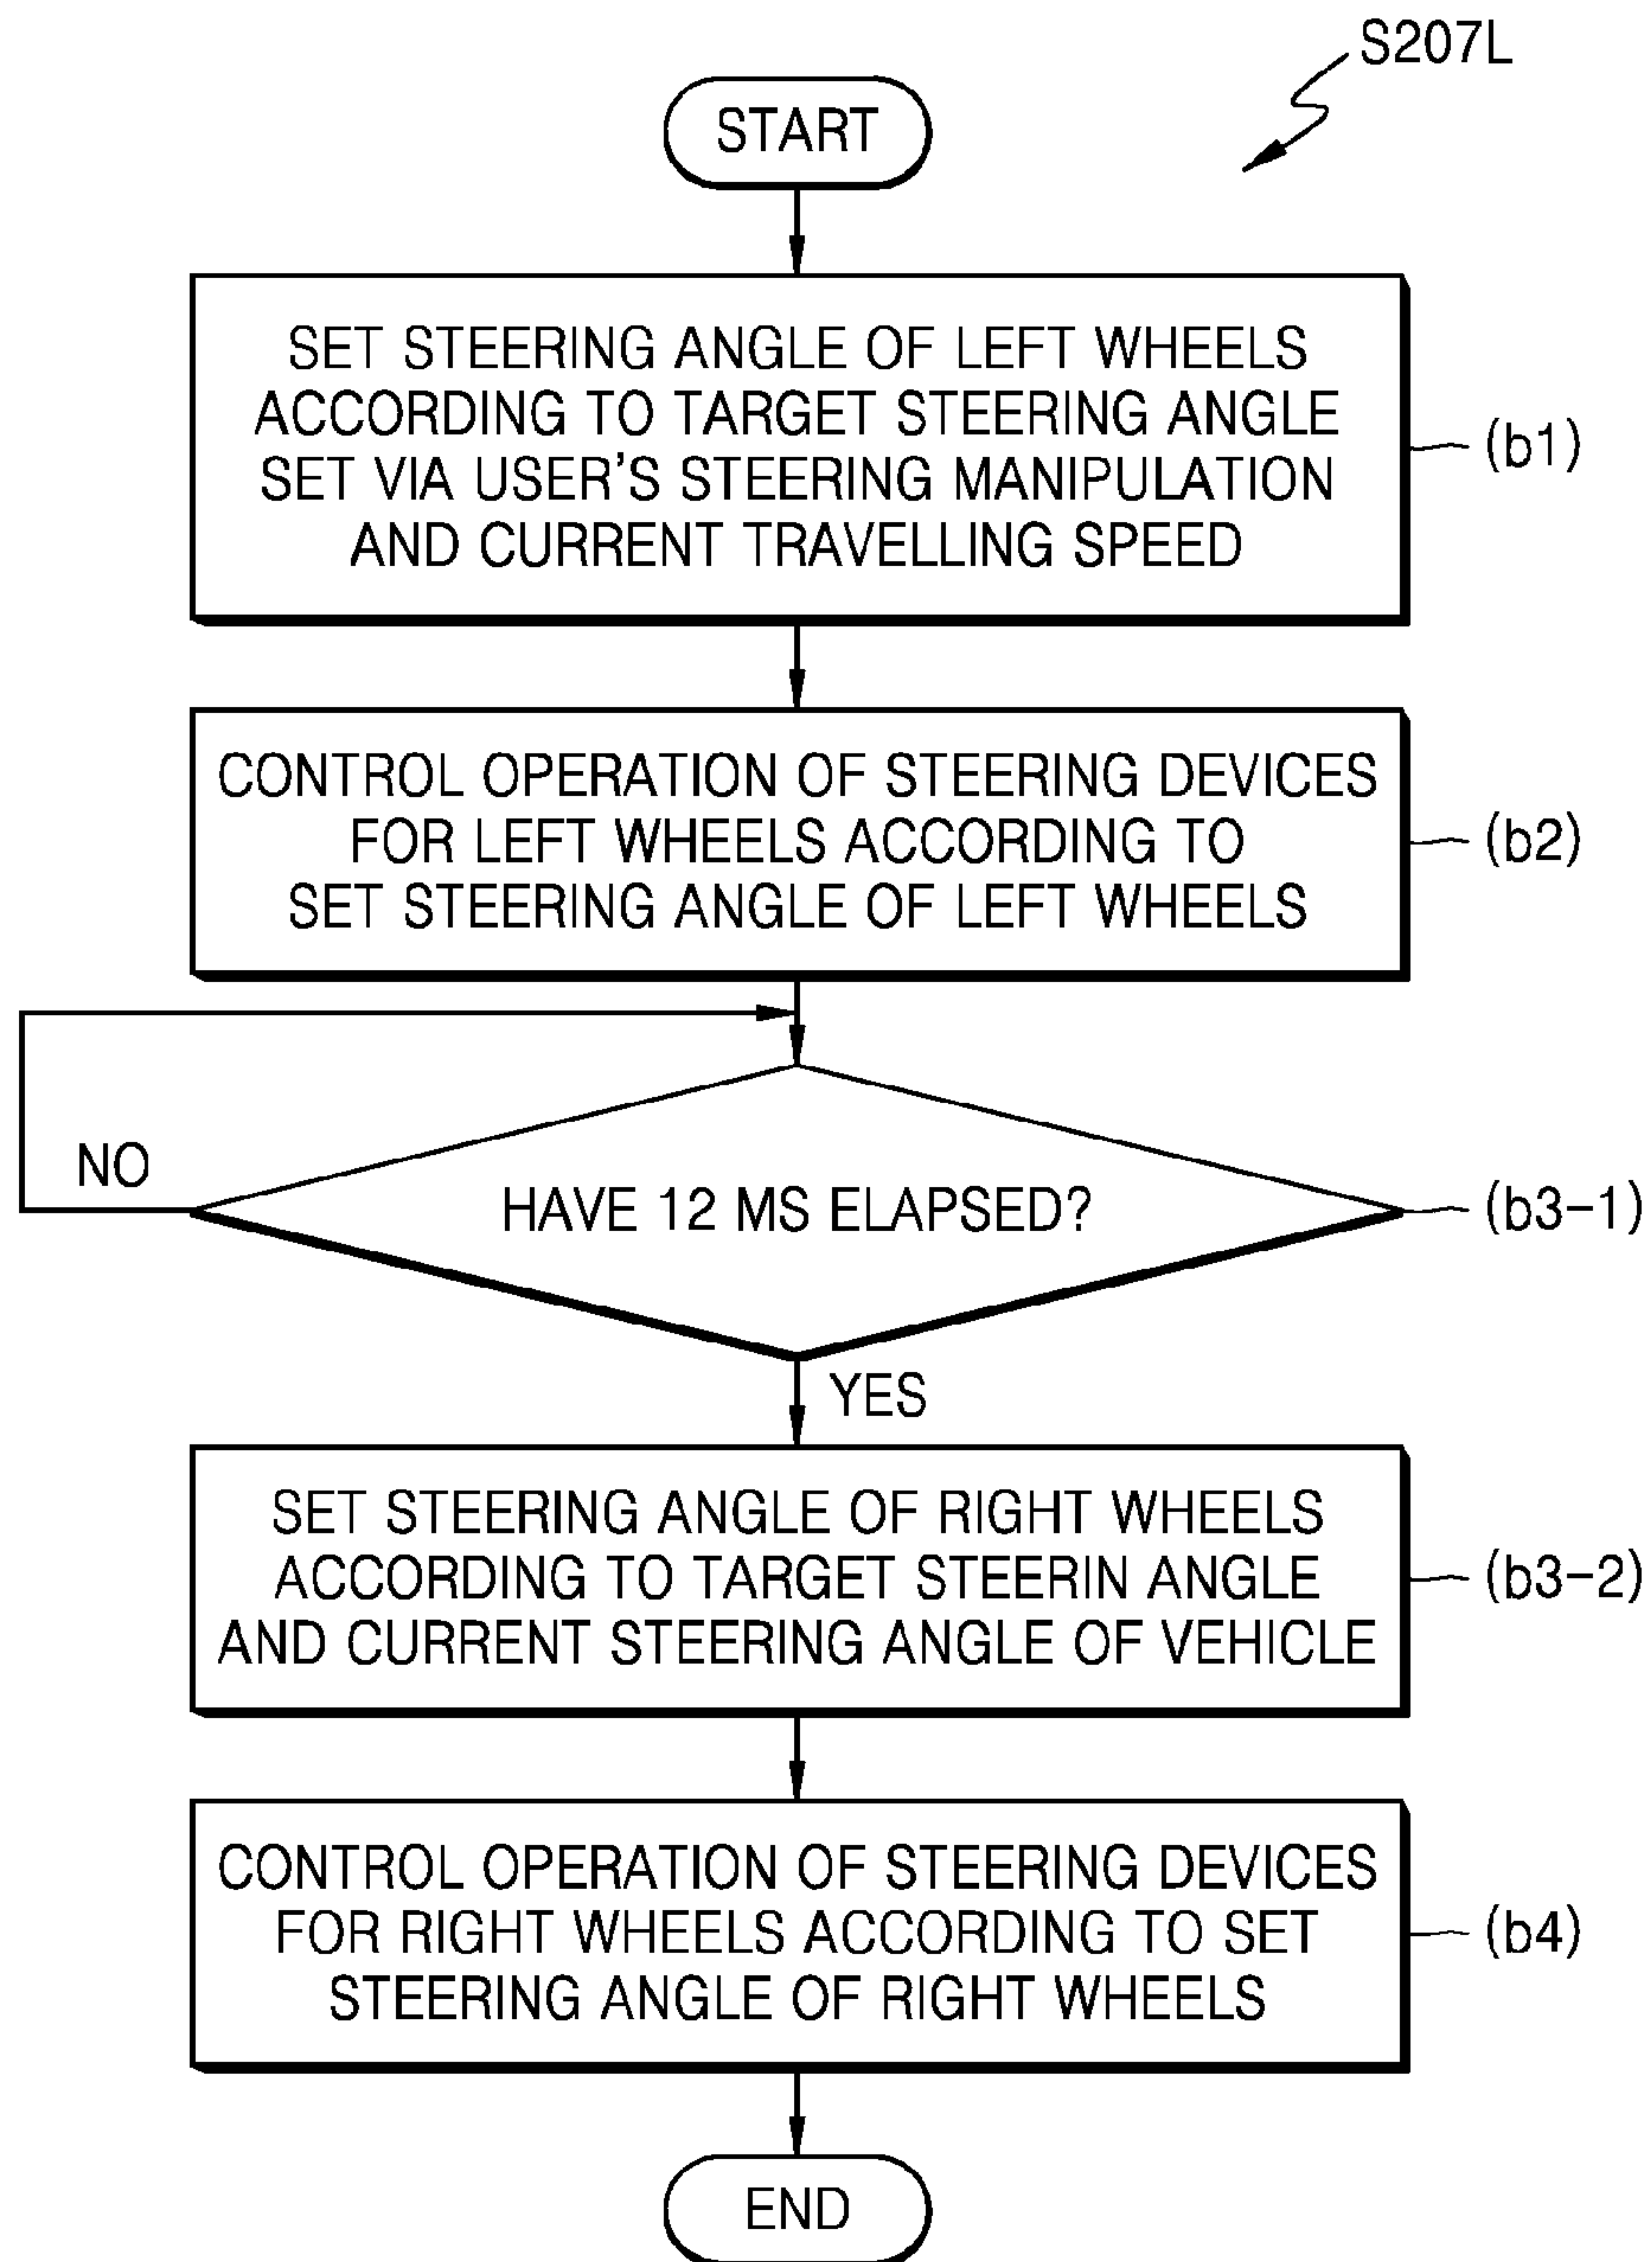 S207L
START
SET STEERING ANGLE OF LEFT WHEELS
ACCORDING TO TARGET STEERING ANGLE
SET VIA USER'S STEERING MANIPULATION
AND CURRENT TRAVELLING SPEED
(b1)
CONTROL OPERATION OF STEERING DEVICES
FOR LEFT WHEELS ACCORDING TO
SET STEERING ANGLE OF LEFT WHEELS
(b2)
NO
HAVE 12 MS ELAPSED?
(b3-1)
YES
SET STEERING ANGLE OF RIGHT WHEELS
ACCORDING TO TARGET STEERIN ANGLE
AND CURRENT STEERING ANGLE OF VEHICLE
(b3-2)
CONTROL OPERATION OF STEERING DEVICES
FOR RIGHT WHEELS ACCORDING TO SET
STEERING ANGLE OF RIGHT WHEELS
(b4)
END